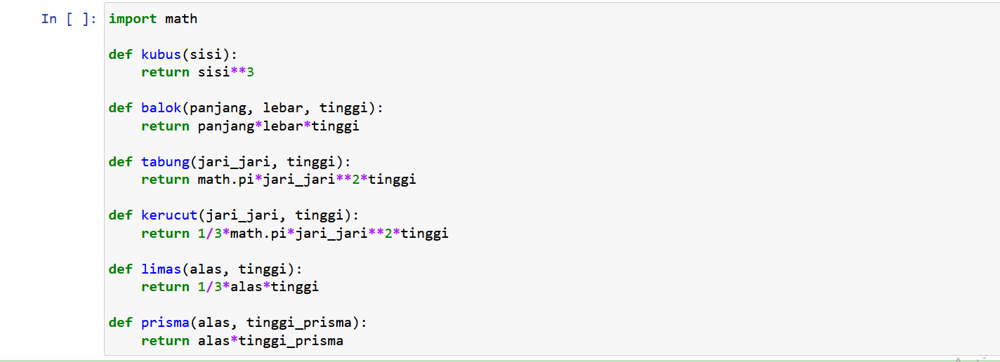 In [ ]:
import math
def kubus(sisi):
    return sisi**3
def balok(panjang, lebar, tinggi):
    return panjang*lebar*tinggi
def tabung(jari_jari, tinggi):
    return math.pi*jari_jari**2*tinggi
def kerucut(jari_jari, tinggi):
    return 1/3*math.pi*jari_jari**2*tinggi
def limas(alas, tinggi):
    return 1/3*alas*tinggi
def prisma(alas, tinggi_prisma):
    return alas*tinggi_prisma